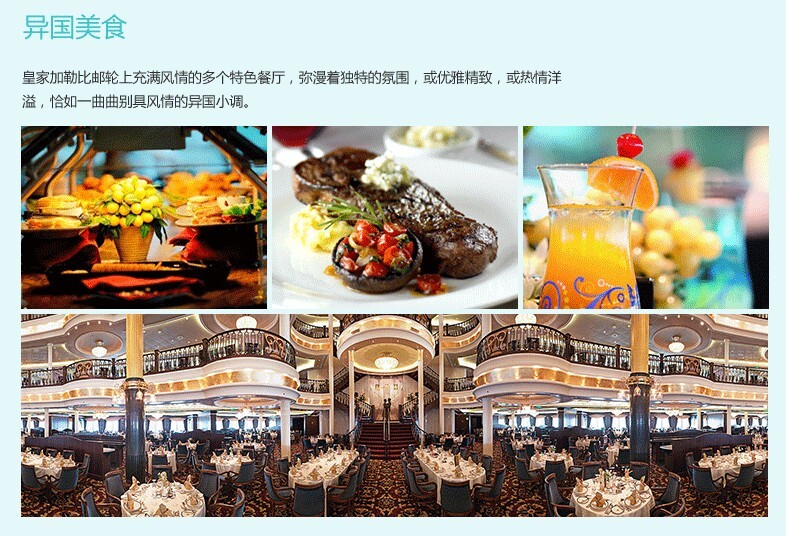 异国美食
皇家加勒比邮轮上充满风情的多个特色餐厅，弥漫着独特的氛围，或优雅精致，或热情洋
溢，恰如一曲曲别具风情的异国小调。